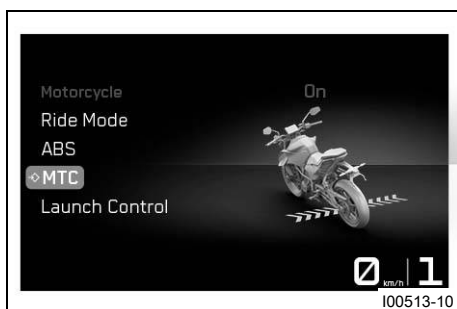 Motorcycle On
Ride Mode
ABS
MTC
Launch Control
0 km/h 1
I00513-10